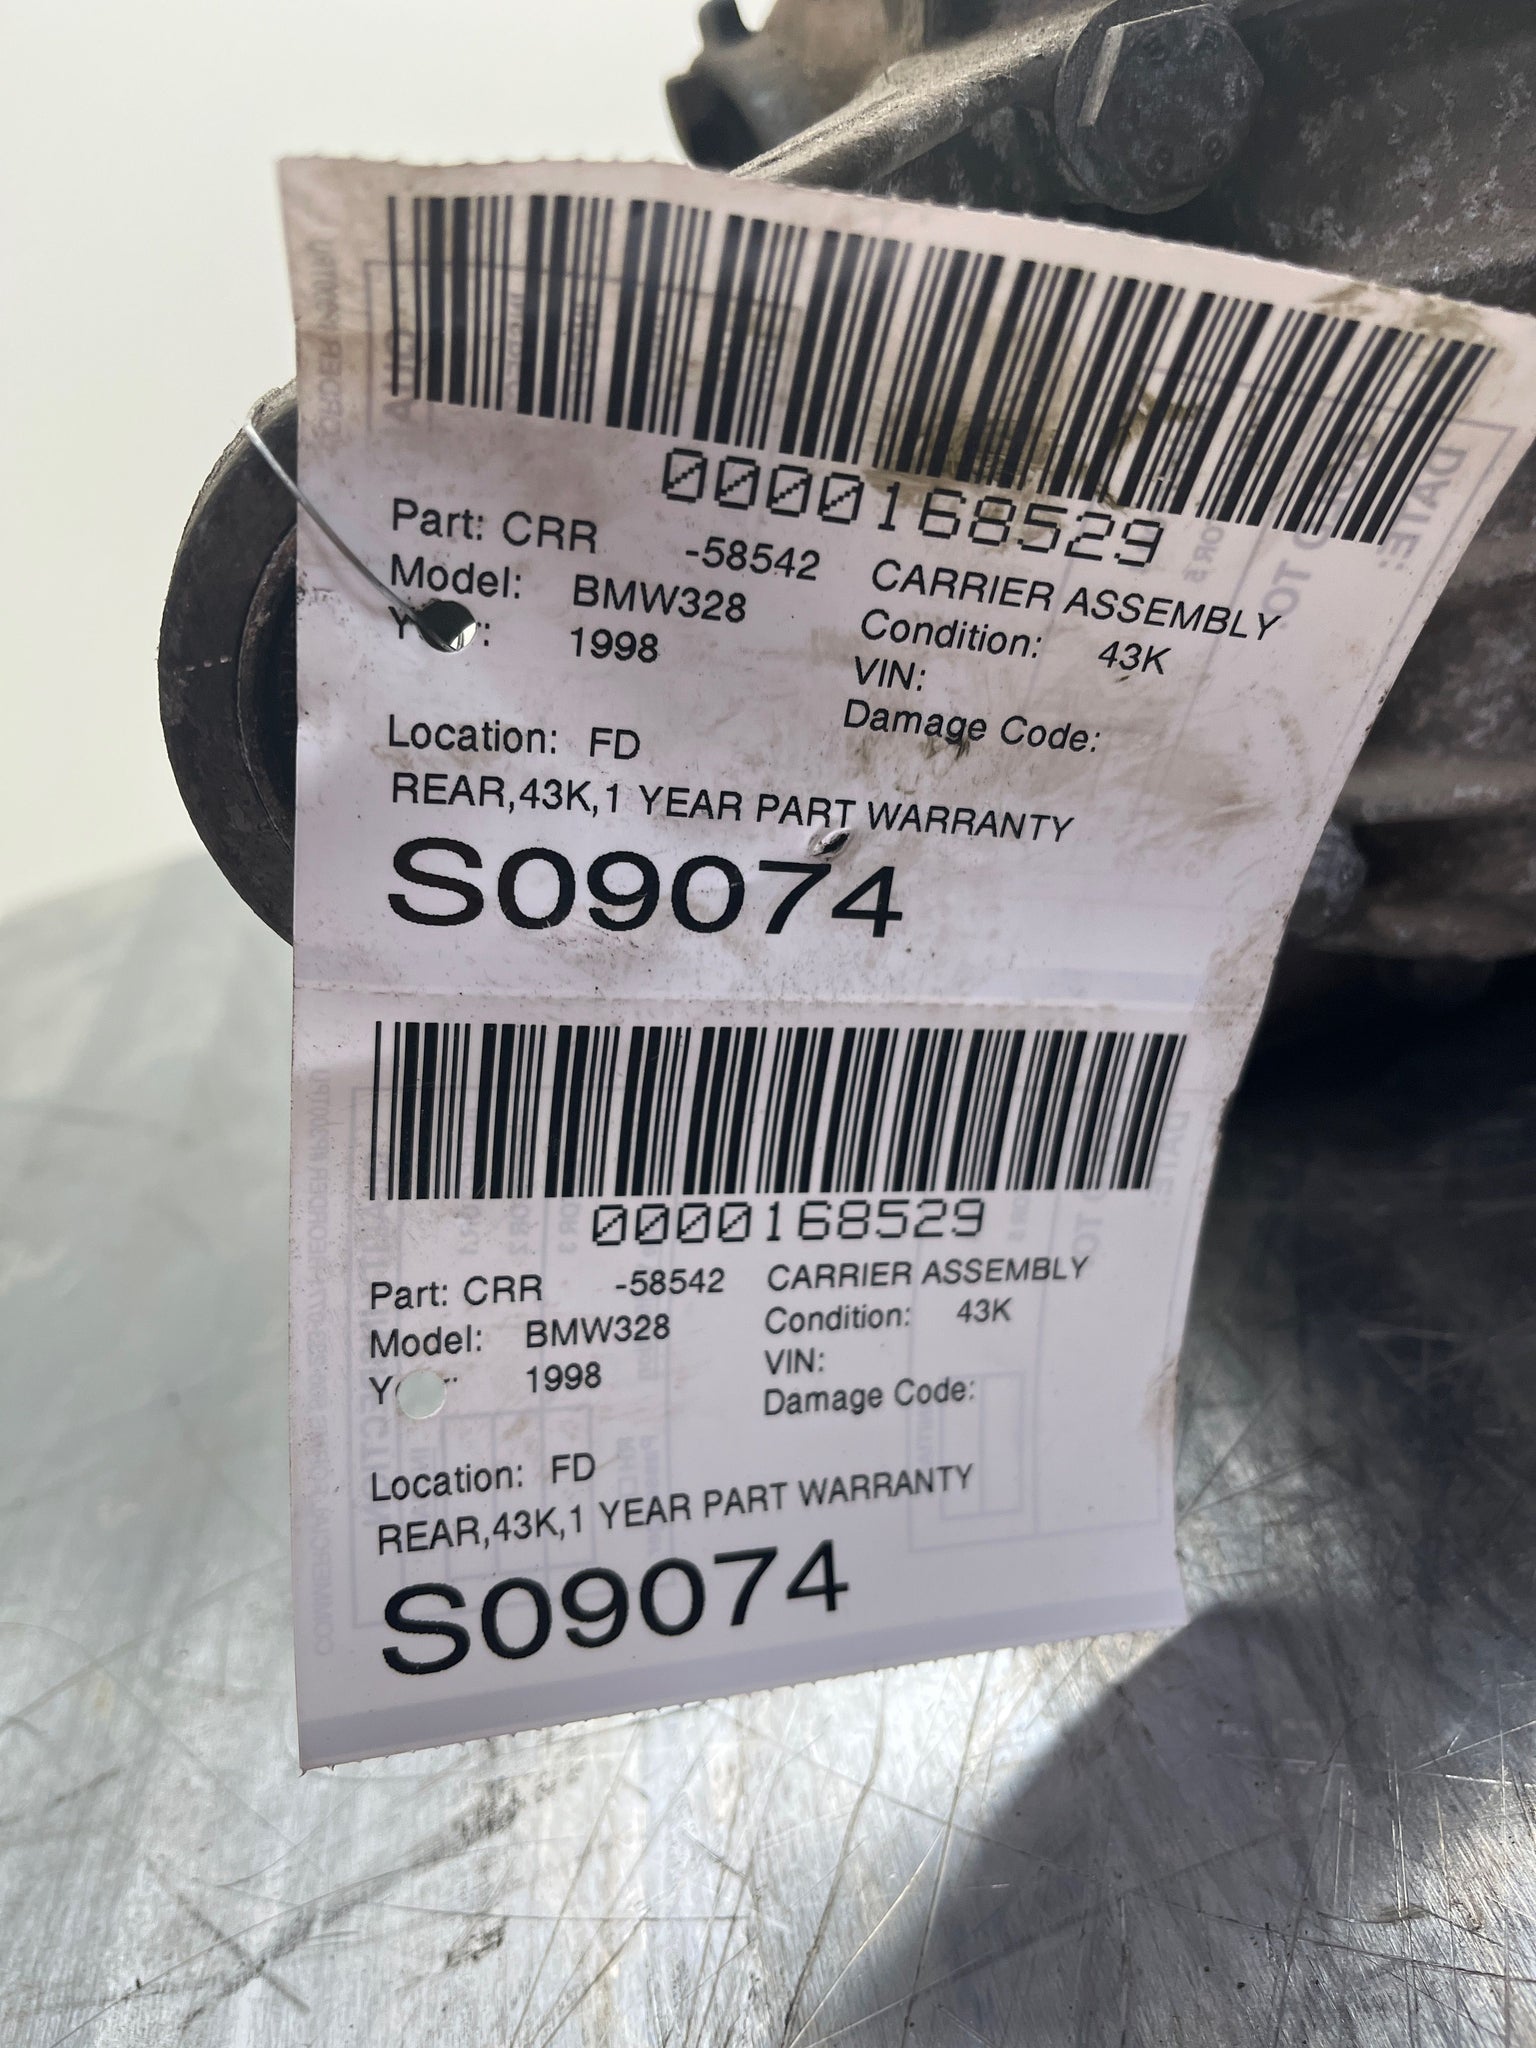 0000168529
Part: CRR -58542 CARRIER ASSEMBLY
Model: BMW328 Condition: 43K
1998 VIN:
Damage Code:
Location: FD
REAR,43K,1 YEAR PART WARRANTY
S09074
0000168529
Part: CRR -58542 CARRIER ASSEMBLY
Model: BMW328 Condition: 43K
1998 VIN:
Damage Code:
Location: FD
REAR,43K,1 YEAR PART WARRANTY
S09074